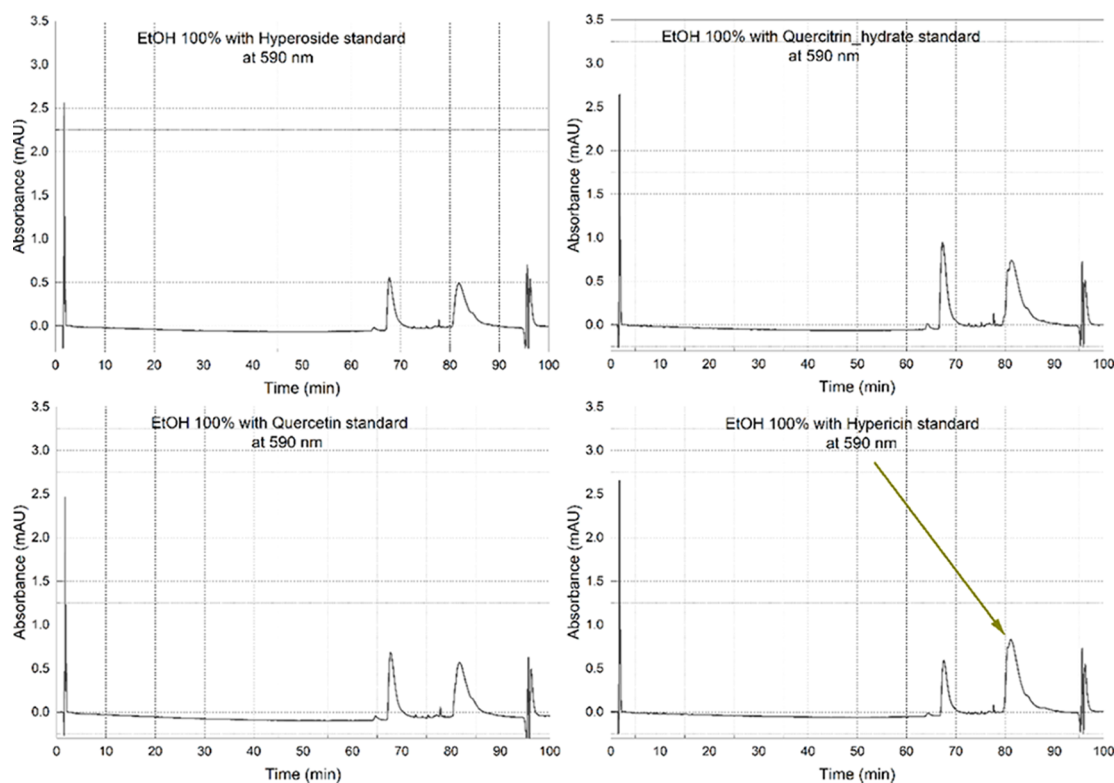 EtOH 100% with Hyperoside standard
at 590 nm
3.5
3.0
2.5
2.0
1.5
1.0
0.5
0.0
Absorbance (mAU)
0 10 20 30 40 50 60 70 80 90 100
Time (min)
EtOH 100% with Quercitrin_hydrate standard
at 590 nm
3.5
3.0
2.5
2.0
1.5
1.0
0.5
0.0
Absorbance (mAU)
0 10 20 30 40 50 60 70 80 90 100
Time (min)
EtOH 100% with Quercetin standard
at 590 nm
3.5
3.0
2.5
2.0
1.5
1.0
0.5
0.0
Absorbance (mAU)
0 10 20 30 40 50 60 70 80 90 100
Time (min)
EtOH 100% with Hypericin standard
at 590 nm
3.5
3.0
2.5
2.0
1.5
1.0
0.5
0.0
Absorbance (mAU)
0 10 20 30 40 50 60 70 80 90 100
Time (min)